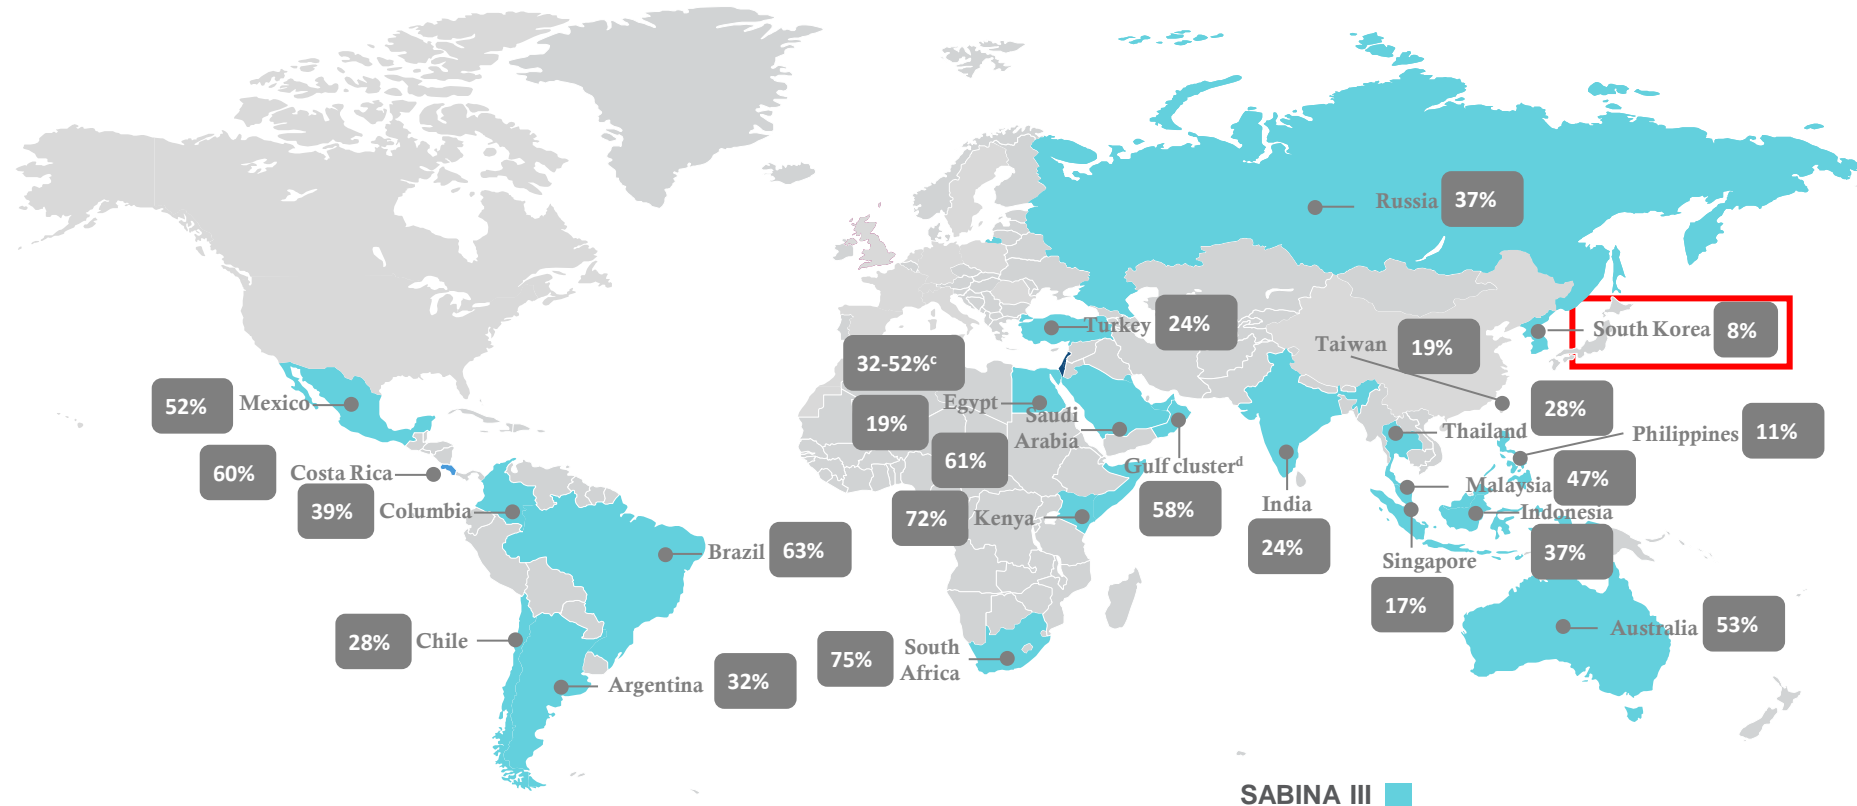 Russia 37%
Turkey 24%
South Korea 8%
Taiwan 19%
32-52%ᶜ
52% Mexico
Egypt
19%
Saudi
Arabia
28%
Thailand
Philippines 11%
61%
Gulf clusterᵈ
60% Costa Rica
Malaysia 47%
39% Columbia
72% Kenya
58%
India
24%
Indonesia
37%
Brazil 63%
Singapore
17%
28% Chile
75% South
Africa
Australia 53%
Argentina 32%
SABINA III